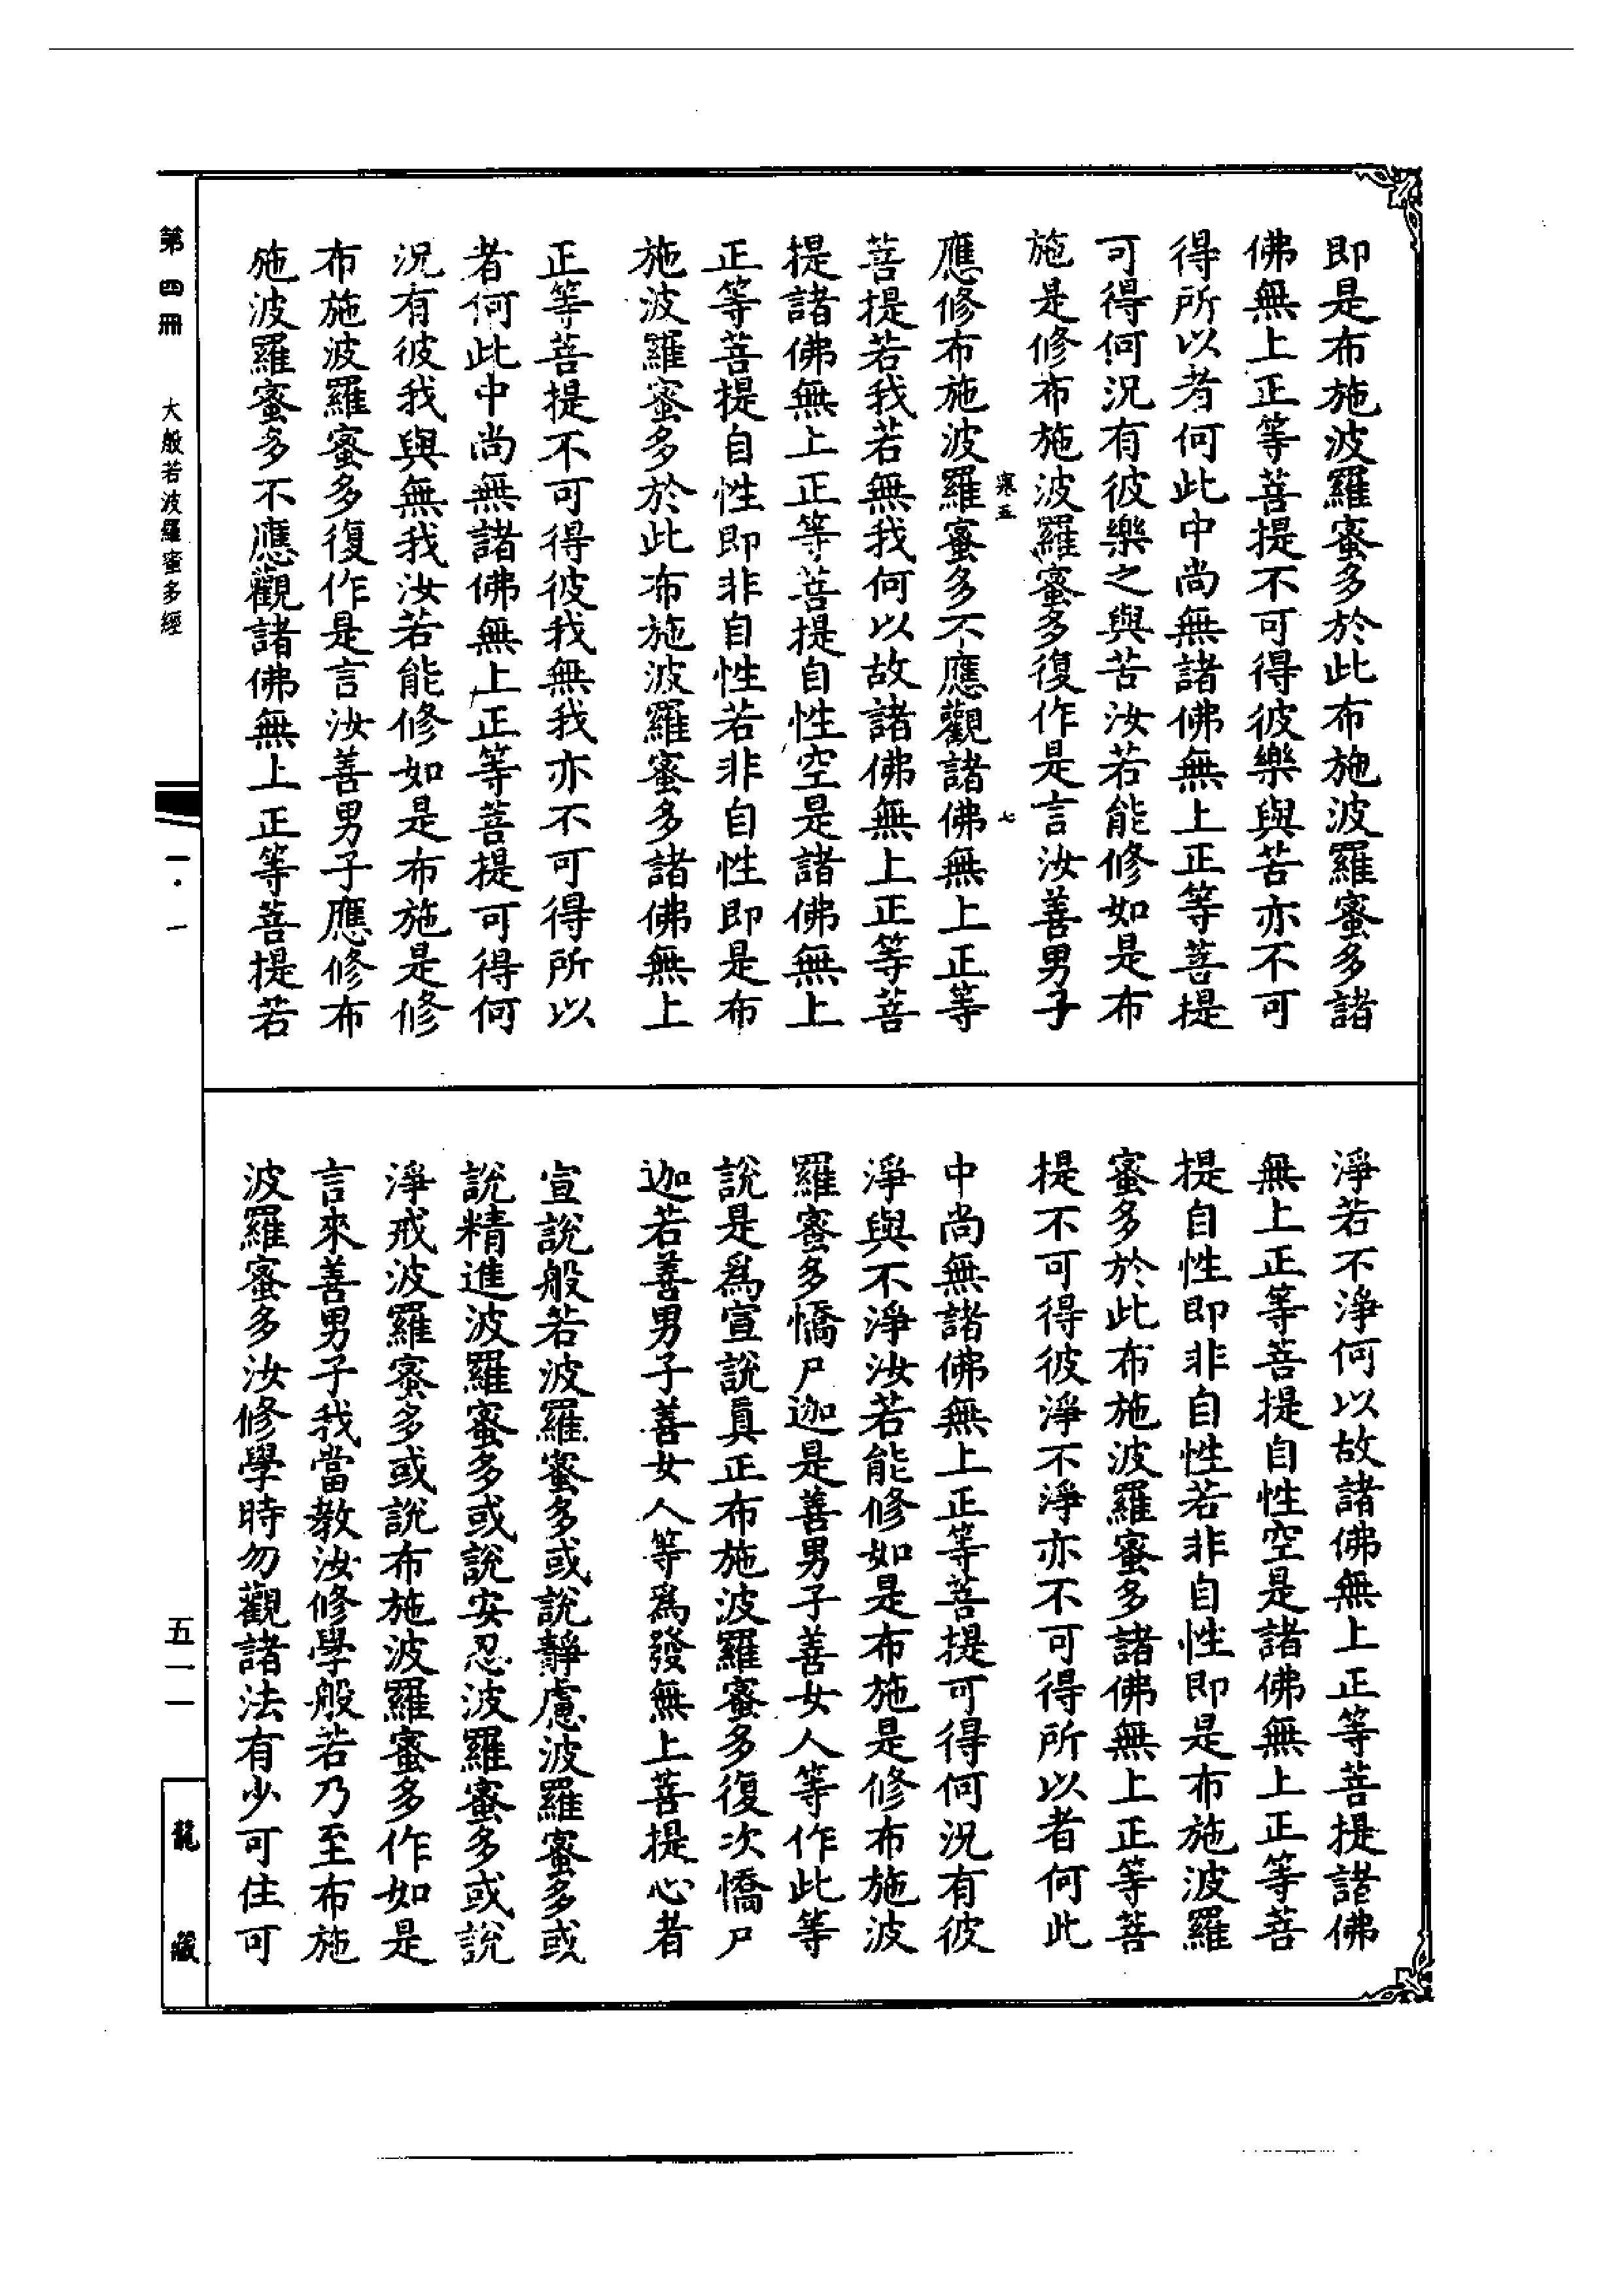 即是布施波羅蜜多於此布施波羅蜜多諸
佛無上正等菩提不可得彼樂與苦亦不可
得所以者何此中尚無諸佛無上正等菩提
可得何況有彼樂之與苦汝若能修如是布
施是修布施波羅蜜多復作是言汝善男子
寒五
七
應修布施波羅蜜多不應觀諸佛無上正等
菩提若我若無我何以故諸佛無上正等菩
提諸佛無上正等菩提自性空是諸佛無上
正等菩提自性即非自性若非自性即是布
施波羅蜜多於此布施波羅蜜多諸佛無上
正等菩提不可得彼我無我亦不可得所以
者何此中尚無諸佛無上正等菩提可得何
況有彼我與無我汝若能修如是布施是修
布施波羅蜜多復作是言汝善男子應修布
施波羅蜜多不應觀諸佛無上正等菩提若
淨若不淨何以故諸佛無上正等菩提諸佛
無上正等菩提自性空是諸佛無上正等菩
提自性即非自性若非自性即是布施波羅
蜜多於此布施波羅蜜多諸佛無上正等菩
提不可得彼淨不淨亦不可得所以者何此
中尚無諸佛無上正等菩提可得何況有彼
淨與不淨汝若能修如是布施是修布施波
羅蜜多憍尸迦是善男子善女人等作此等
說是為宣說真正布施波羅蜜多復次憍尸
迦若善男子善女人等為發無上菩提心者
宣說般若波羅蜜多或說靜慮波羅蜜多或
說精進波羅蜜多或說安忍波羅蜜多或說
淨戒波羅蜜多或說布施波羅蜜多作如是
言來善男子我當教汝修學般若乃至布施
波羅蜜多汝修學時勿觀諸法有少可住可
第四冊
大般若波羅蜜多經
一·一
五一一
龍藏